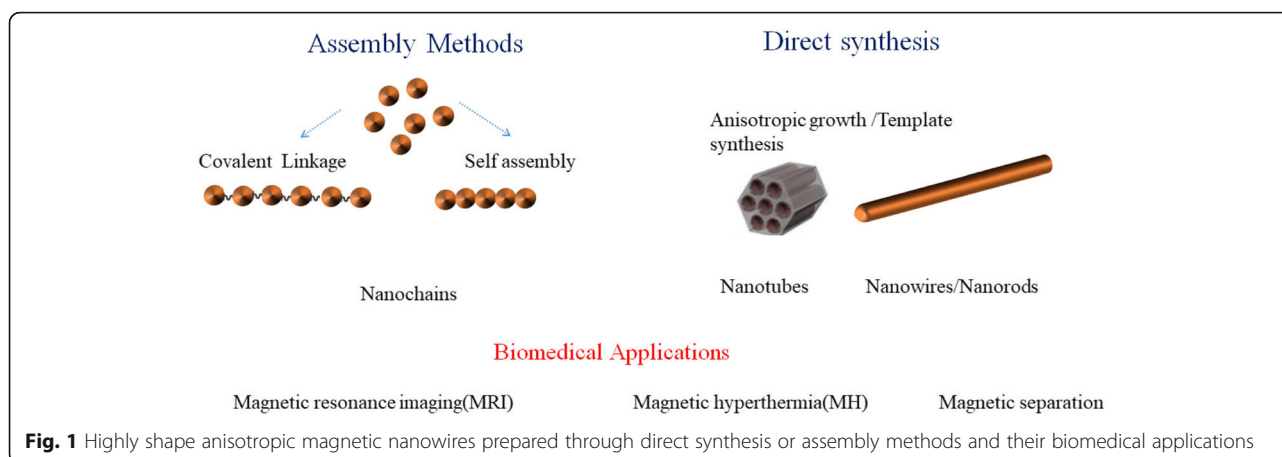 Assembly Methods
Direct synthesis
Anisotropic growth /Template
synthesis
Covalent Linkage
Self assembly
Nanochains
Nanotubes
Nanowires/Nanorods
Biomedical Applications
Magnetic resonance imaging(MRI)
Magnetic hyperthermia(MH)
Magnetic separation
Fig. 1 Highly shape anisotropic magnetic nanowires prepared through direct synthesis or assembly methods and their biomedical applications